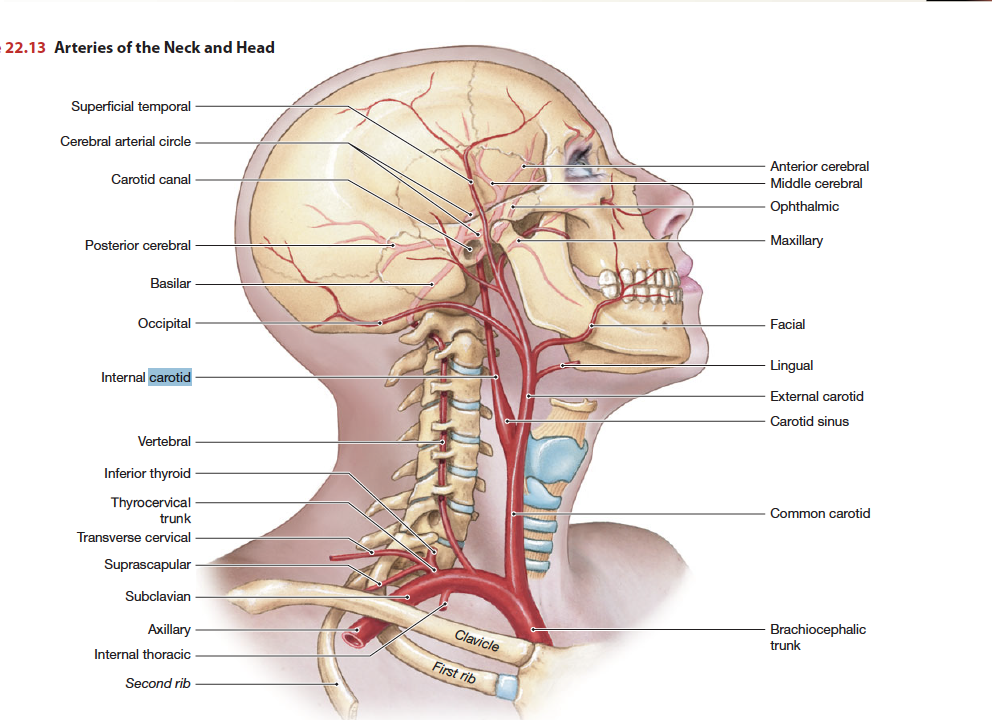 22.13 Arteries of the Neck and Head
Superficial temporal
Cerebral arterial circle
Carotid canal
Posterior cerebral
Basilar
Occipital
Internal carotid
Vertebral
Inferior thyroid
Thyrocervical
trunk
Transverse cervical
Suprascapular
Subclavian
Axillary
Internal thoracic
Second rib
Clavicle
First rib
Anterior cerebral
Middle cerebral
Ophthalmic
Maxillary
Facial
Lingual
External carotid
Carotid sinus
Common carotid
Brachiocephalic
trunk